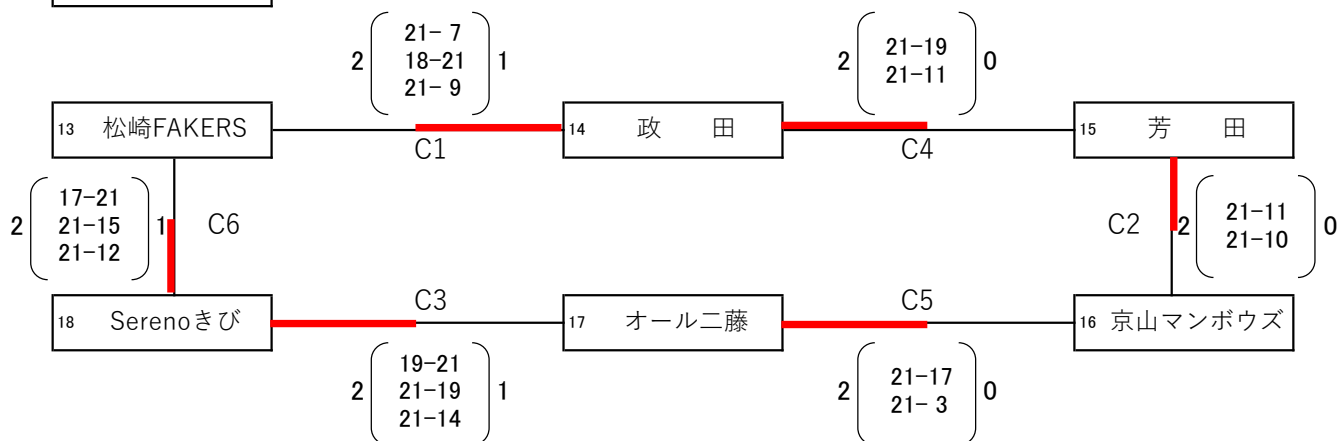 21- 7
2 18-21 1
21- 9
21-19
2 0
21-11
13 松崎FAKERS
C1
14 政 田
C4
15 芳 田
17-21
2 21-15 1
21-12
C6
C2
21-11
2 0
21-10
18 Serenoきび
C3
17 オール二藤
C5
16 京山マンボウズ
19-21
2 21-19 1
21-14
21-17
2 0
21- 3